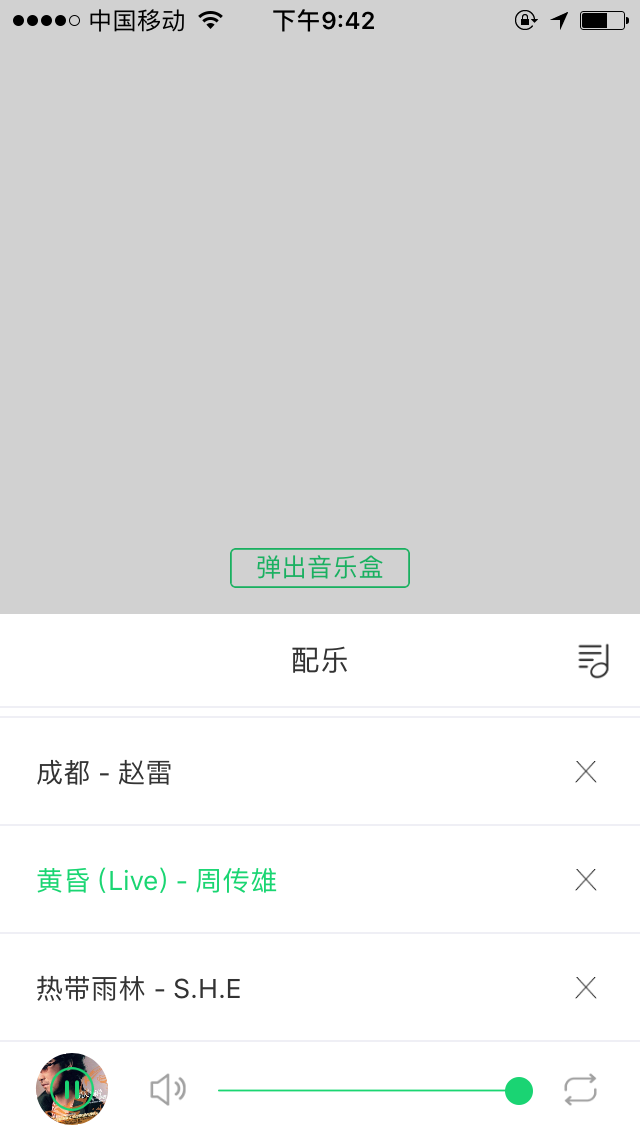 中国移动 下午9:42
弹出音乐盒
配乐
成都 - 赵雷
黄昏 (Live) - 周传雄
热带雨林 - S.H.E